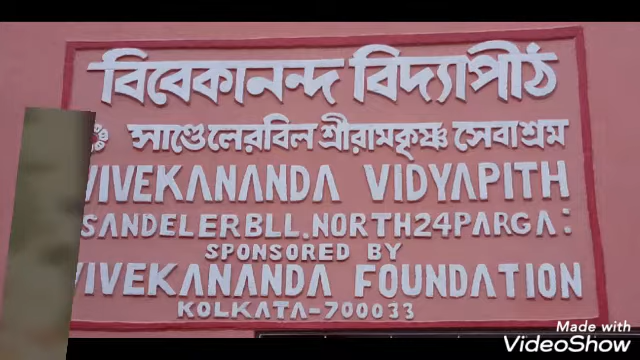 বিবেকানন্দ বিদ্যাপীঠ
সাণ্ডেলেরবিল শ্রীরামকৃষ্ণ সেবাশ্রম
VIVEKANANDA VIDYAPITH
SANDELERBLL.NORTH24PARGA:
SPONSORED BY
VIVEKANANDA FOUNDATION
KOLKATA-700033
Made with
VideoShow